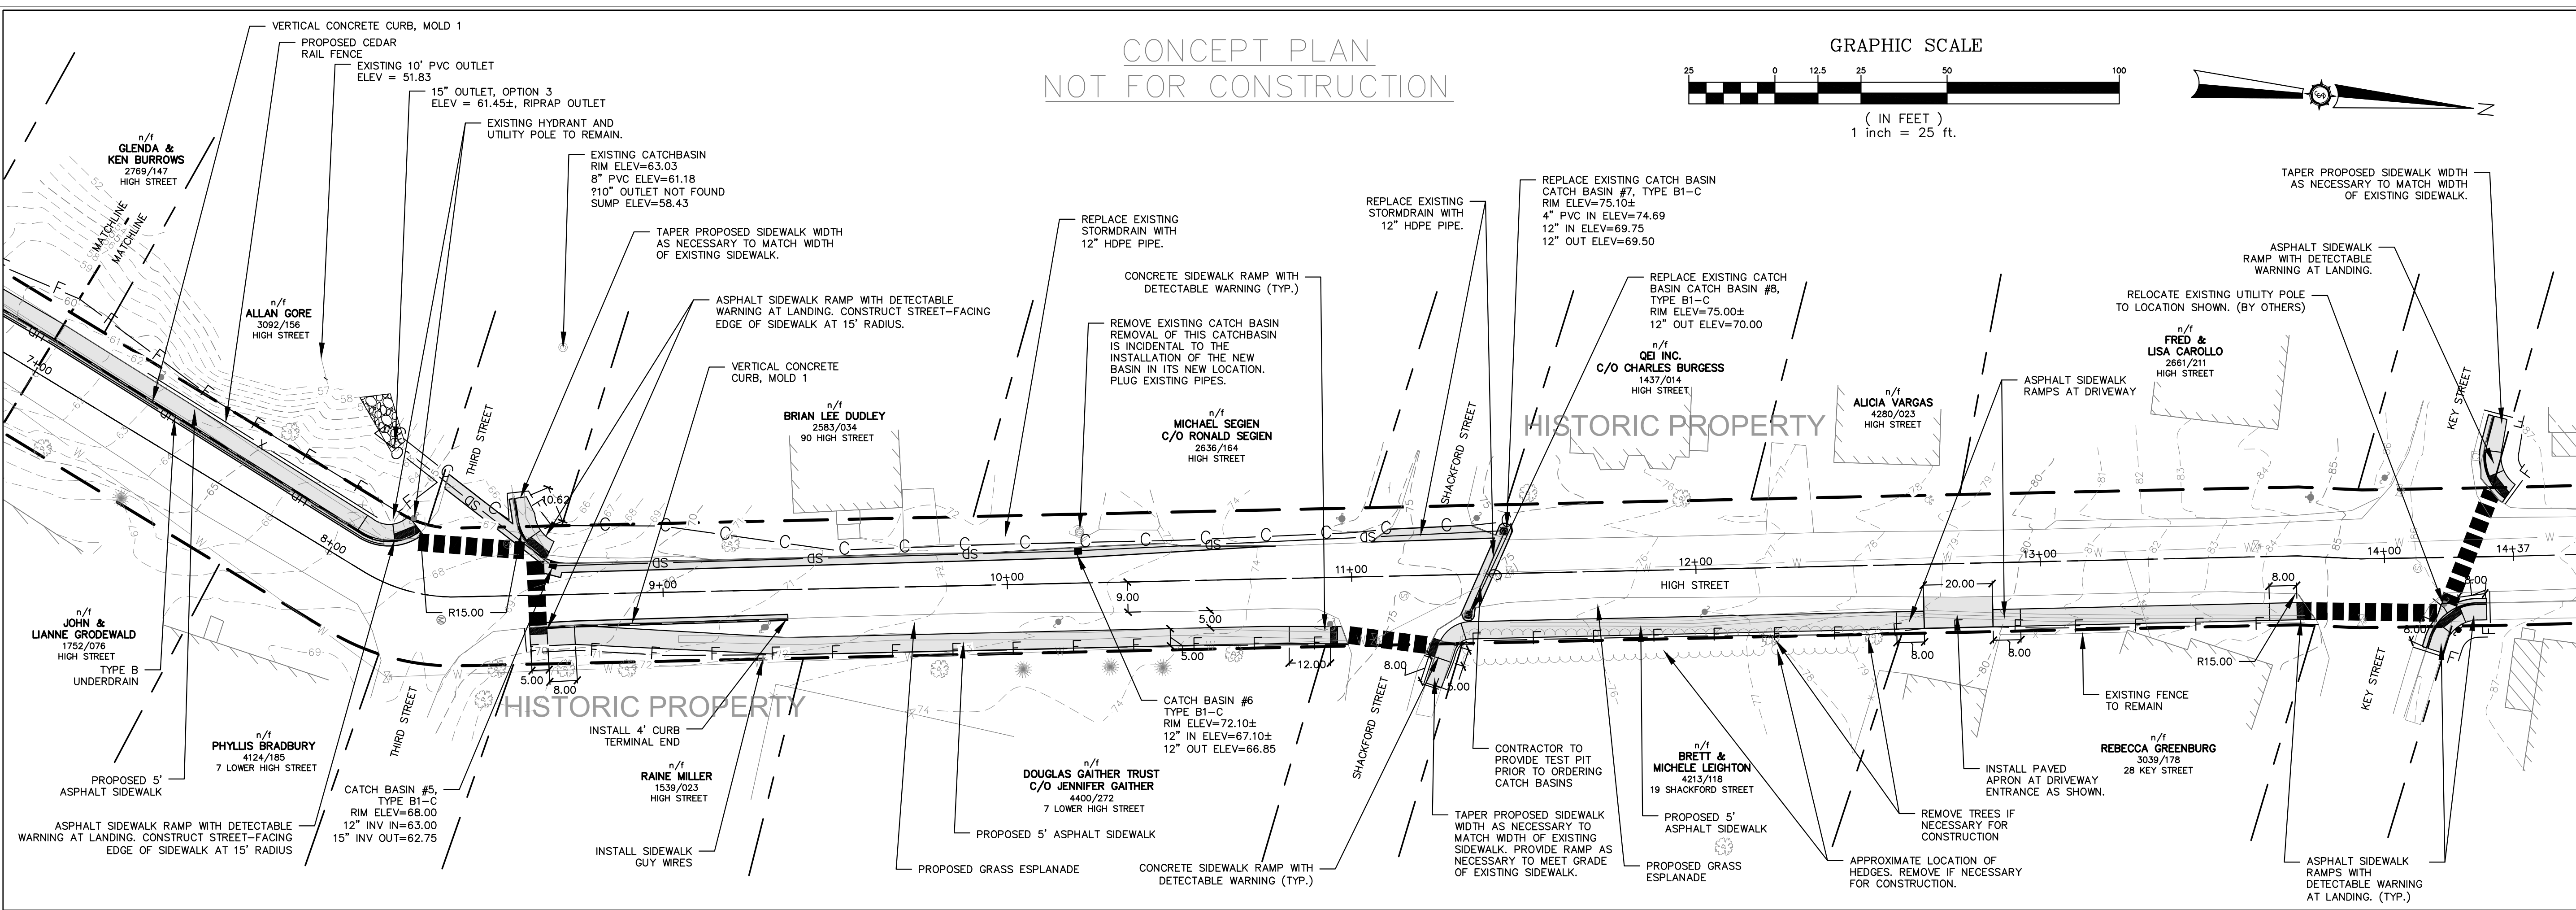 VERTICAL CONCRETE CURB, MOLD 1
PROPOSED CEDAR
RAIL FENCE
EXISTING 10' PVC OUTLET
ELEV = 51.83
15" OUTLET, OPTION 3
ELEV = 61.45±, RIPRAP OUTLET
EXISTING HYDRANT AND
UTILITY POLE TO REMAIN.
EXISTING CATCHBASIN
RIM ELEV=63.03
8" PVC ELEV=61.18
?10" OUTLET NOT FOUND
SUMP ELEV=58.43
TAPER PROPOSED SIDEWALK WIDTH
AS NECESSARY TO MATCH WIDTH
OF EXISTING SIDEWALK.
ASPHALT SIDEWALK RAMP WITH DETECTABLE
WARNING AT LANDING. CONSTRUCT STREET-FACING
EDGE OF SIDEWALK AT 15' RADIUS.
VERTICAL CONCRETE
CURB, MOLD 1
CONCEPT PLAN
NOT FOR CONSTRUCTION
GRAPHIC SCALE
25
0
12.5
25
50
100
( IN FEET )
1 inch = 25 ft.
N
REPLACE EXISTING
STORMDRAIN WITH
12" HDPE PIPE.
CONCRETE SIDEWALK RAMP WITH
DETECTABLE WARNING (TYP.)
REMOVE EXISTING CATCH BASIN
REMOVAL OF THIS CATCHBASIN
IS INCIDENTAL TO THE
INSTALLATION OF THE NEW
BASIN IN ITS NEW LOCATION.
PLUG EXISTING PIPES.
REPLACE EXISTING
STORMDRAIN WITH
12" HDPE PIPE.
REPLACE EXISTING CATCH BASIN
CATCH BASIN #7, TYPE B1-C
RIM ELEV=75.10±
4" PVC IN ELEV=74.69
12" IN ELEV=69.75
12" OUT ELEV=69.50
REPLACE EXISTING CATCH
BASIN CATCH BASIN #8,
TYPE B1-C
RIM ELEV=75.00±
12" OUT ELEV=70.00
TAPER PROPOSED SIDEWALK WIDTH
AS NECESSARY TO MATCH WIDTH
OF EXISTING SIDEWALK.
ASPHALT SIDEWALK
RAMP WITH DETECTABLE
WARNING AT LANDING.
RELOCATE EXISTING UTILITY POLE
TO LOCATION SHOWN. (BY OTHERS)
ASPHALT SIDEWALK
RAMPS AT DRIVEWAY
n/f
GLENDA &
KEN BURROWS
2769/147
HIGH STREET
MATCHLINE
MATCHLINE
n/f
ALLAN GORE
3092/156
HIGH STREET
n/f
BRIAN LEE DUDLEY
2583/034
90 HIGH STREET
n/f
MICHAEL SEGIEN
C/O RONALD SEGIEN
2636/164
HIGH STREET
n/f
QEI INC.
C/O CHARLES BURGESS
1437/014
HIGH STREET
HISTORIC PROPERTY
n/f
ALICIA VARGAS
4280/023
HIGH STREET
n/f
FRED &
LISA CAROLLO
2661/211
HIGH STREET
THIRD STREET
SHACKFORD STREET
KEY STREET
7+00
8+00
9+00
10+00
11+00
12+00
13+00
14+00
14+37
HIGH STREET
10.62
R15.00
9.00
5.00
5.00
12.00
8.00
5.00
20.00
8.00
8.00
8.00
R15.00
8.00
8.00
5.00
8.00
n/f
JOHN &
LIANNE GRODEWALD
1752/076
HIGH STREET
TYPE B
UNDERDRAIN
n/f
PHYLLIS BRADBURY
4124/185
7 LOWER HIGH STREET
THIRD STREET
PROPOSED 5'
ASPHALT SIDEWALK
ASPHALT SIDEWALK RAMP WITH DETECTABLE
WARNING AT LANDING. CONSTRUCT STREET-FACING
EDGE OF SIDEWALK AT 15' RADIUS
CATCH BASIN #5,
TYPE B1-C
RIM ELEV=68.00
12" INV IN=63.00
15" INV OUT=62.75
HISTORIC PROPERTY
INSTALL 4' CURB
TERMINAL END
n/f
RAINE MILLER
1539/023
HIGH STREET
INSTALL SIDEWALK
GUY WIRES
n/f
DOUGLAS GAITHER TRUST
C/O JENNIFER GAITHER
4400/272
7 LOWER HIGH STREET
PROPOSED 5' ASPHALT SIDEWALK
PROPOSED GRASS ESPLANADE
CATCH BASIN #6
TYPE B1-C
RIM ELEV=72.10±
12" IN ELEV=67.10±
12" OUT ELEV=66.85
CONCRETE SIDEWALK RAMP WITH
DETECTABLE WARNING (TYP.)
SHACKFORD STREET
CONTRACTOR TO
PROVIDE TEST PIT
PRIOR TO ORDERING
CATCH BASINS
TAPER PROPOSED SIDEWALK
WIDTH AS NECESSARY TO
MATCH WIDTH OF EXISTING
SIDEWALK. PROVIDE RAMP AS
NECESSARY TO MEET GRADE
OF EXISTING SIDEWALK.
n/f
BRETT &
MICHELE LEIGHTON
4213/118
19 SHACKFORD STREET
PROPOSED 5'
ASPHALT SIDEWALK
PROPOSED GRASS
ESPLANADE
APPROXIMATE LOCATION OF
HEDGES. REMOVE IF NECESSARY
FOR CONSTRUCTION.
REMOVE TREES IF
NECESSARY FOR
CONSTRUCTION
INSTALL PAVED
APRON AT DRIVEWAY
ENTRANCE AS SHOWN.
EXISTING FENCE
TO REMAIN
n/f
REBECCA GREENBURG
3039/178
28 KEY STREET
KEY STREET
ASPHALT SIDEWALK
RAMPS WITH
DETECTABLE WARNING
AT LANDING. (TYP.)